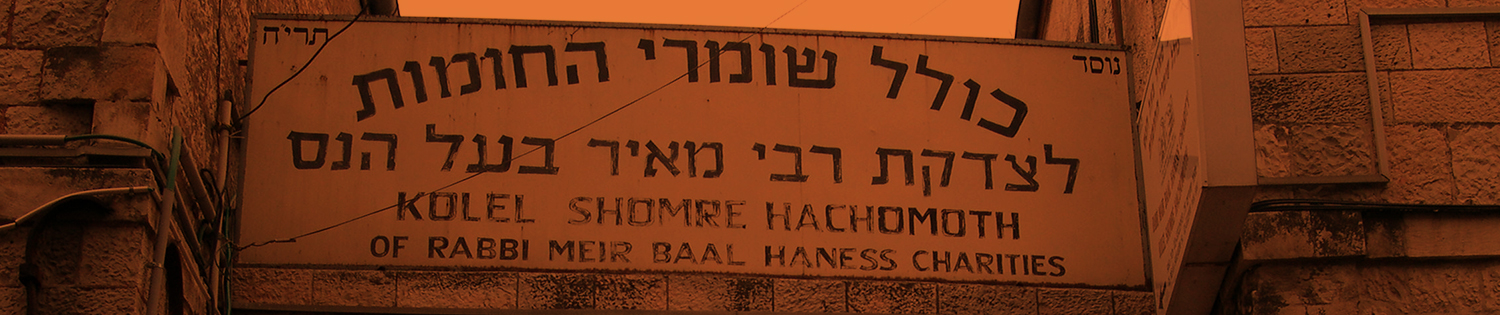 נוסד תרי״ח
כולל שומרי החומות
לצדקת רבי מאיר בעל הנס
KOLEL SHOMRE HACHOMOTH
OF RABBI MEIR BAAL HANESS CHARITIES